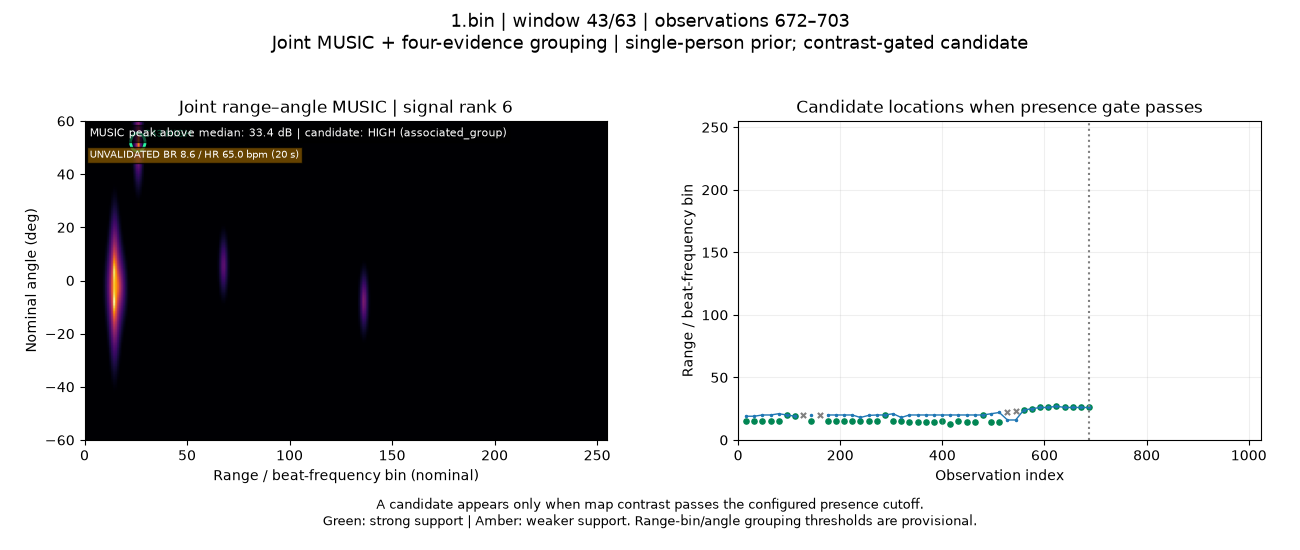 1.bin | window 43/63 | observations 672–703
Joint MUSIC + four-evidence grouping | single-person prior; contrast-gated candidate
Joint range–angle MUSIC | signal rank 6
MUSIC peak above median: 33.4 dB | candidate: HIGH (associated_group)
UNVALIDATED BR 8.6 / HR 65.0 bpm (20 s)
60
40
20
0
−20
−40
−60
Nominal angle (deg)
0
50
100
150
200
250
Range / beat-frequency bin (nominal)
Candidate locations when presence gate passes
250
200
150
100
50
0
Range / beat-frequency bin
0
200
400
600
800
1000
Observation index
A candidate appears only when map contrast passes the configured presence cutoff.
Green: strong support | Amber: weaker support. Range-bin/angle grouping thresholds are provisional.